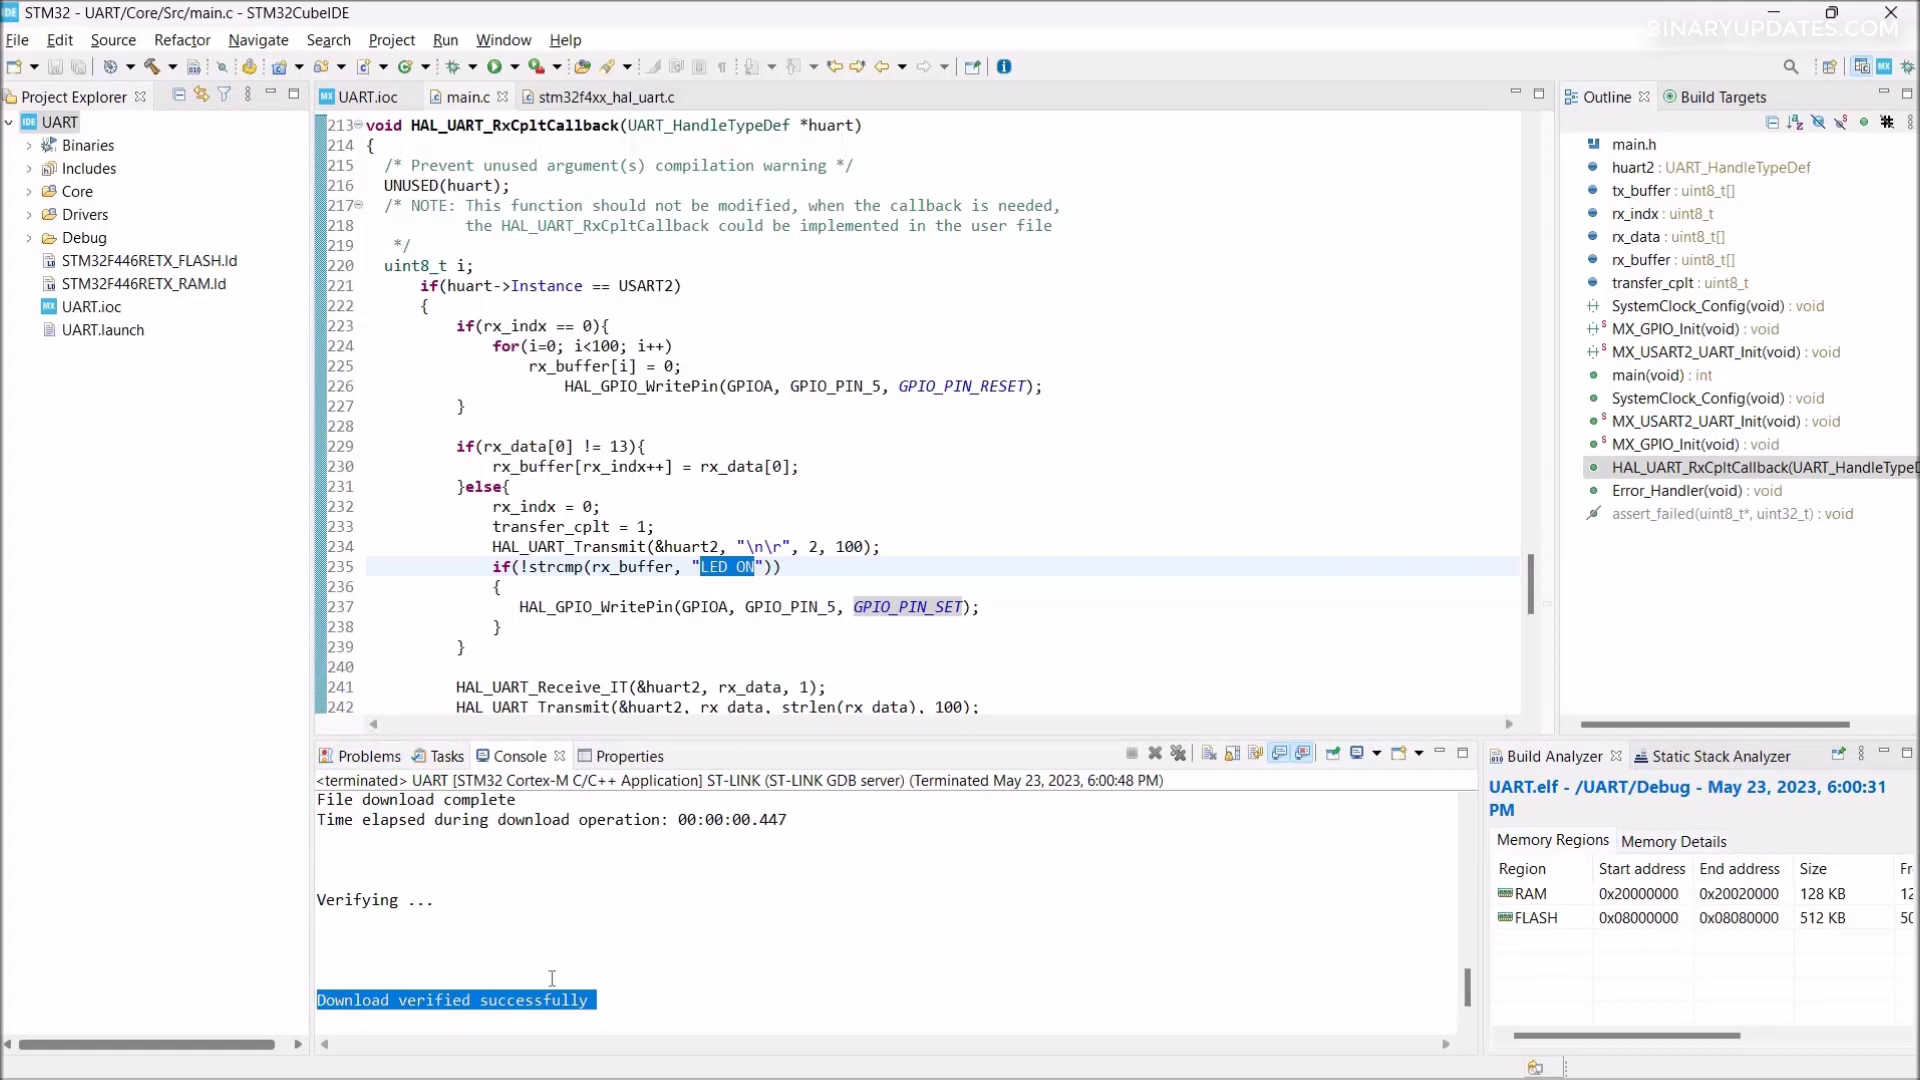 STM32 - UART/Core/Src/main.c - STM32CubeIDE
BINARYUPDATES.COM
File Edit Source Refactor Navigate Search Project Run Window Help
Project Explorer
UART
Binaries
Includes
Core
Drivers
Debug
STM32F446RETX_FLASH.ld
STM32F446RETX_RAM.ld
UART.ioc
UART.launch
UART.ioc main.c stm32f4xx_hal_uart.c
213 void HAL_UART_RxCpltCallback(UART_HandleTypeDef *huart)
214 {
215 /* Prevent unused argument(s) compilation warning */
216 UNUSED(huart);
217 /* NOTE: This function should not be modified, when the callback is needed,
218 the HAL_UART_RxCpltCallback could be implemented in the user file
219 */
220 uint8_t i;
221 if(huart->Instance == USART2)
222 {
223 if(rx_indx == 0){
224 for(i=0; i<100; i++)
225 rx_buffer[i] = 0;
226 HAL_GPIO_WritePin(GPIOA, GPIO_PIN_5, GPIO_PIN_RESET);
227 }
228
229 if(rx_data[0] != 13){
230 rx_buffer[rx_indx++] = rx_data[0];
231 }else{
232 rx_indx = 0;
233 transfer_cplt = 1;
234 HAL_UART_Transmit(&huart2, "\n\r", 2, 100);
235 if(!strcmp(rx_buffer, "LED ON"))
236 {
237 HAL_GPIO_WritePin(GPIOA, GPIO_PIN_5, GPIO_PIN_SET);
238 }
239 }
240
241 HAL_UART_Receive_IT(&huart2, rx_data, 1);
242 HAL_UART_Transmit(&huart2, rx_data, strlen(rx_data), 100);
Outline Build Targets
main.h
huart2 : UART_HandleTypeDef
tx_buffer : uint8_t[]
rx_indx : uint8_t
rx_data : uint8_t[]
rx_buffer : uint8_t[]
transfer_cplt : uint8_t
SystemClock_Config(void) : void
MX_GPIO_Init(void) : void
MX_USART2_UART_Init(void) : void
main(void) : int
SystemClock_Config(void) : void
MX_USART2_UART_Init(void) : void
MX_GPIO_Init(void) : void
HAL_UART_RxCpltCallback(UART_HandleTypeD
Error_Handler(void) : void
assert_failed(uint8_t*, uint32_t) : void
Problems Tasks Console Properties
<terminated> UART [STM32 Cortex-M C/C++ Application] ST-LINK (ST-LINK GDB server) (Terminated May 23, 2023, 6:00:48 PM)
File download complete
Time elapsed during download operation: 00:00:00.447
Verifying ...
Download verified successfully
Build Analyzer Static Stack Analyzer
UART.elf - /UART/Debug - May 23, 2023, 6:00:31
PM
Memory Regions Memory Details
Region Start address End address Size Fr
RAM 0x20000000 0x20020000 128 KB 12
FLASH 0x08000000 0x08080000 512 KB 50